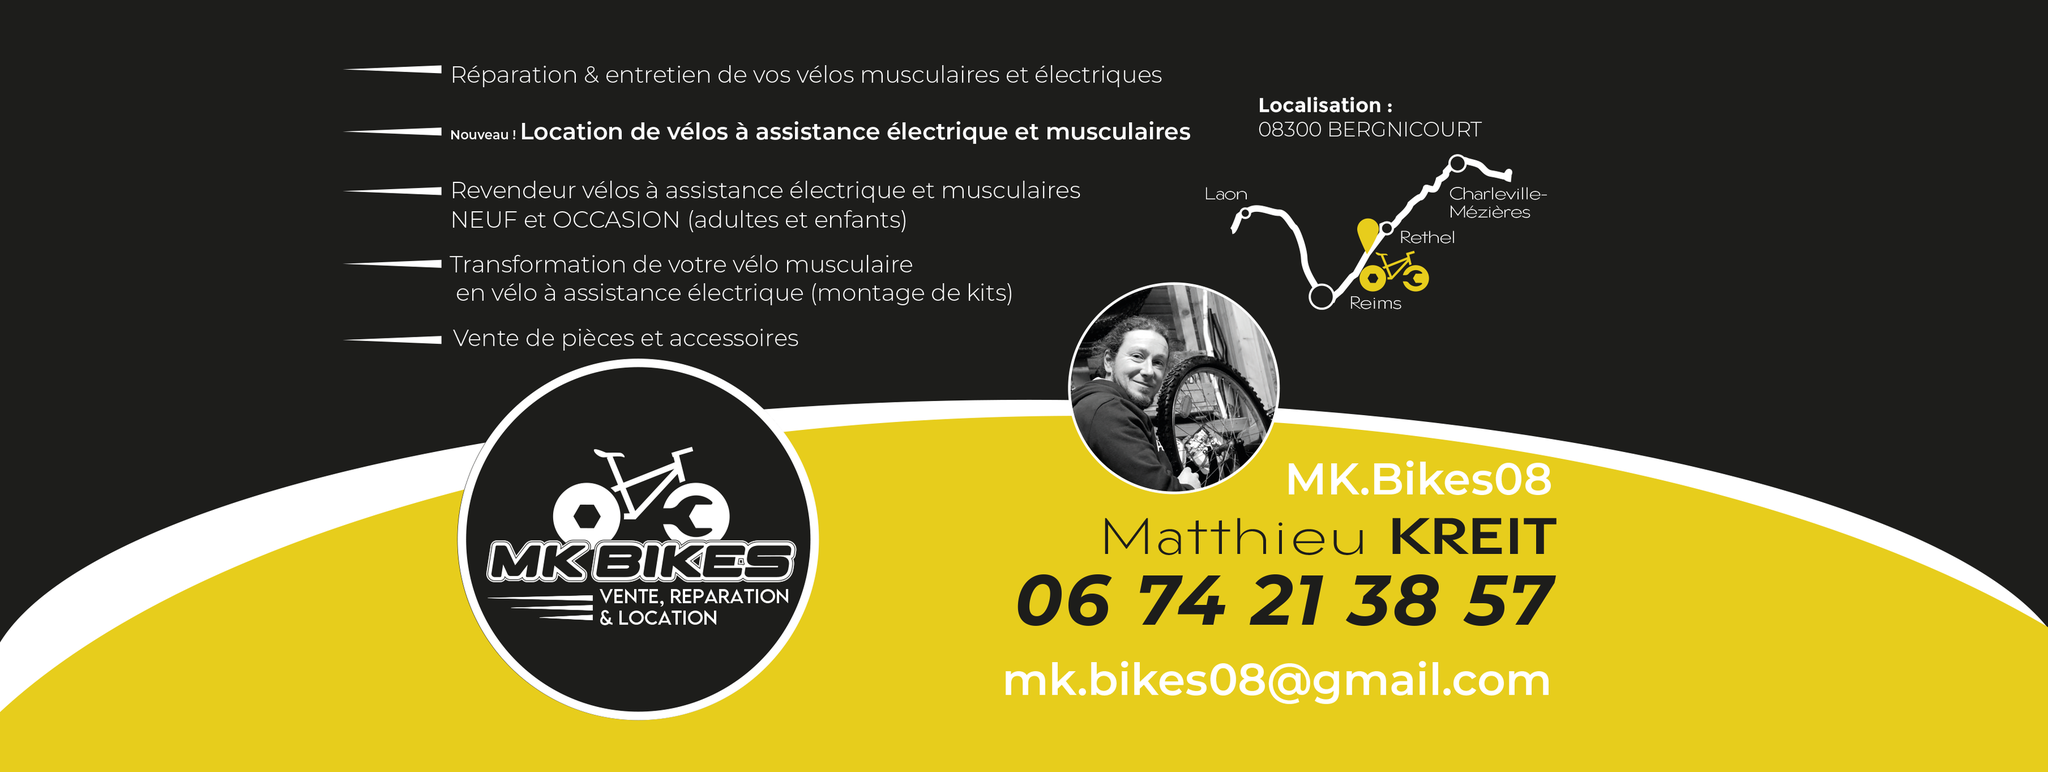 Réparation & entretien de vos vélos musculaires et électriques
Nouveau ! Location de vélos à assistance électrique et musculaires
Revendeur vélos à assistance électrique et musculaires
NEUF et OCCASION (adultes et enfants)
Transformation de votre vélo musculaire
en vélo à assistance électrique (montage de kits)
Vente de pièces et accessoires
Localisation :
08300 BERGNICOURT
Laon
Charleville-
Mézières
Rethel
Reims
MK BIKES
VENTE, REPARATION
& LOCATION
MK.Bikes08
Matthieu KREIT
06 74 21 38 57
mk.bikes08@gmail.com